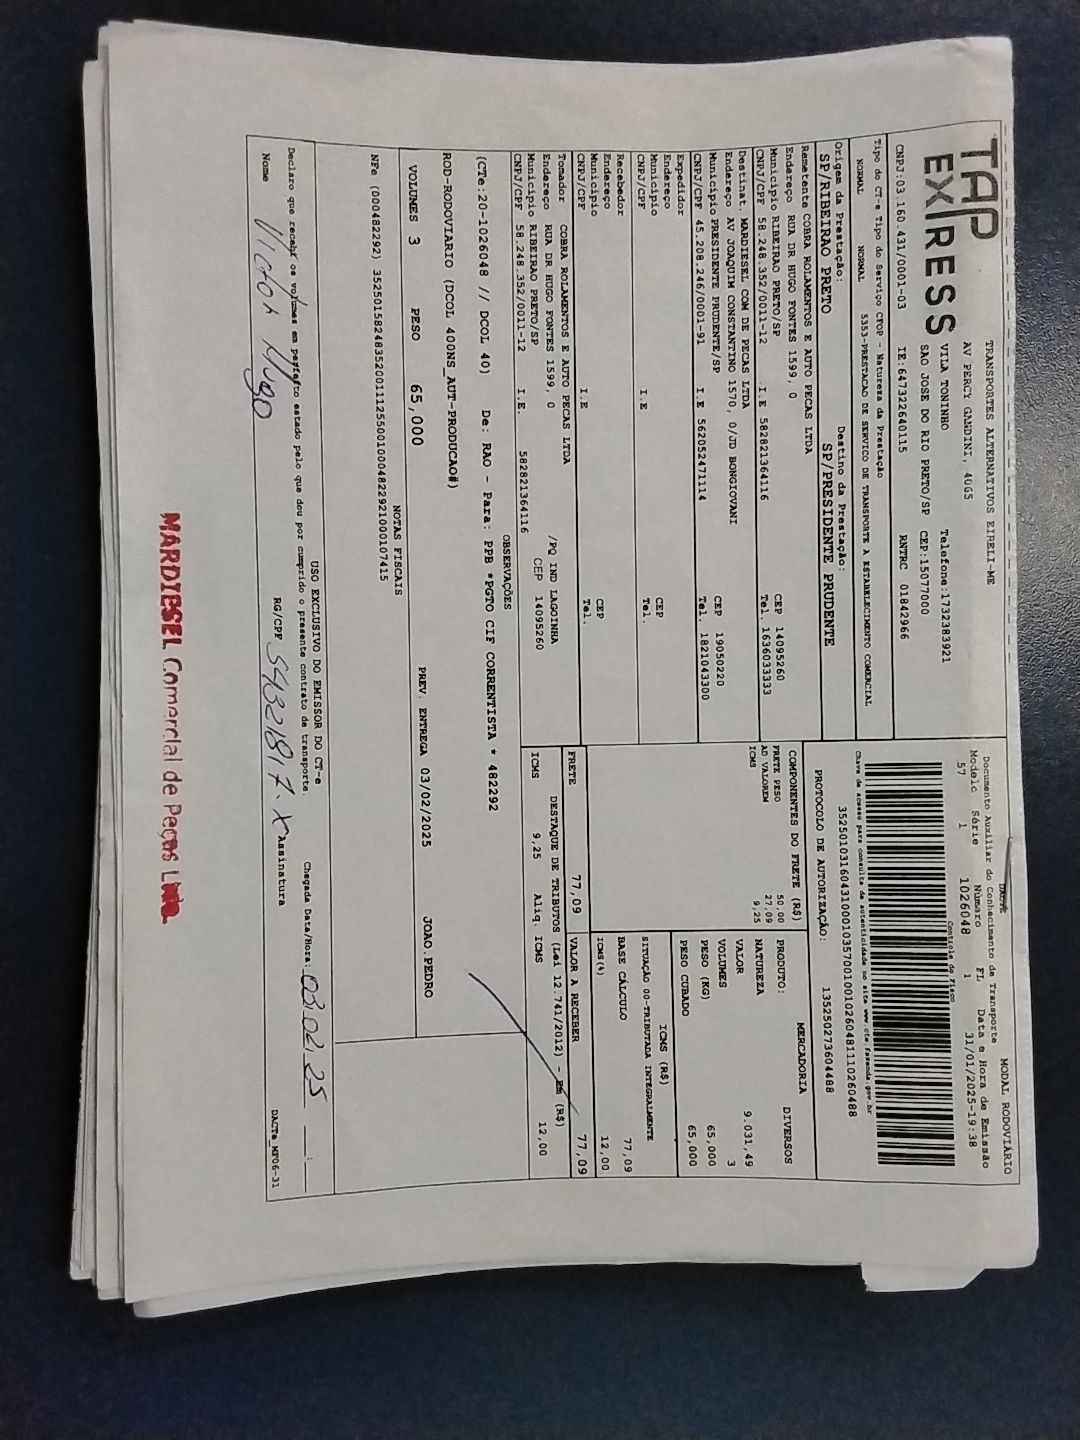 TAP
EXPRESS
TRANSPORTES ALTERNATIVOS EIRELI-ME
AV PERCY GANDINI, 40G5
VILA TONINHO Telefone:1732383921
SAO JOSE DO RIO PRETO/SP CEP:15077000
CNPJ:03.160.431/0001-03 IE:647322640115 RNTRC 01842966
DACTE MODAL RODOVIÁRIO
Documento Auxiliar do Conhecimento de Transporte
Modelo Série Número FL Data e Hora de Emissão
57 1 1026048 1 31/01/2025-19:38
Controle do Fisco
Chave de acesso para consulta de autenticidade no site www.cte.fazenda.gov.br
35250103160431000103570010010260481110260488
PROTOCOLO DE AUTORIZAÇÃO: 135250273604488
Tipo do CT-e Tipo do Serviço CFOP - Natureza da Prestação
NORMAL NORMAL 5353-PRESTACAO DE SERVICO DE TRANSPORTE A ESTABELECIMENTO COMERCIAL
Origem da Prestação: Destino da Prestação:
SP/RIBEIRAO PRETO SP/PRESIDENTE PRUDENTE
Remetente COBRA ROLAMENTOS E AUTO PECAS LTDA
Endereço RUA DR HUGO FONTES 1599, 0 CEP 14095260
Município RIBEIRAO PRETO/SP Tel. 1636033333
CNPJ/CPF 58.248.352/0011-12 I.E 582821364116
Destinat MARDIESEL COM DE PECAS LTDA
Endereço AV JOAQUIM CONSTANTINO 1570, 0/JD BONGIOVANI
Município PRESIDENTE PRUDENTE/SP CEP 19050220
CNPJ/CPF 45.208.246/0001-91 I.E 562052471114 Tel. 1821043300
Expedidor
Endereço
Município CEP
CNPJ/CPF I.E Tel.
Recebedor
Endereço
Município CEP
CNPJ/CPF I.E Tel.
Tomador COBRA ROLAMENTOS E AUTO PECAS LTDA
Endereço RUA DR HUGO FONTES 1599, 0 /PQ IND LAGOINHA
Município RIBEIRAO PRETO/SP CEP 14095260
CNPJ/CPF 58.248.352/0011-12 I.E. 582821364116
COMPONENTES DO FRETE (R$)
FRETE PESO 50,00
AD VALOREM 27,09
ICMS 9,25
MERCADORIA
PRODUTO: DIVERSOS
NATUREZA
VALOR 9.031,49
VOLUMES 3
PESO (KG) 65,000
PESO CUBADO 65,000
ICMS (R$)
SITUAÇÃO 00-TRIBUTADA INTEGRALMENTE
BASE CÁLCULO 77,09
ICMS(%) 12,00
FRETE 77,09 VALOR A RECEBER 77,09
DESTAQUE DE TRIBUTOS (Lei 12.741/2012) - (R$)
ICMS 9,25 Aliq. ICMS 12,00
OBSERVAÇÕES
(CTe:20-1026048 // DCOL 40) De: RAO - Para: PPB *PGTO CIF CORRENTISTA * 482292
ROD-RODOVIARIO (DCOL 400NS_AUT-PRODUCAO#)
VOLUMES 3 PESO 65,000 PREV. ENTREGA 03/02/2025 JOAO.PEDRO
NOTAS FISCAIS
NFe (000482292) 35250158248352001112550010004822921000107415
USO EXCLUSIVO DO EMISSOR DO CT-e
Declaro que recebi os volumes em perfeito estado pelo que dou por cumprido o presente contrato de transporte. Chegada Data/Hora: 03.02.25
Nome Victor Hugo RG/CPF 54321817-X Assinatura
DACTe_MF06-31
MARDIESEL Comercial de Peças Ltda.